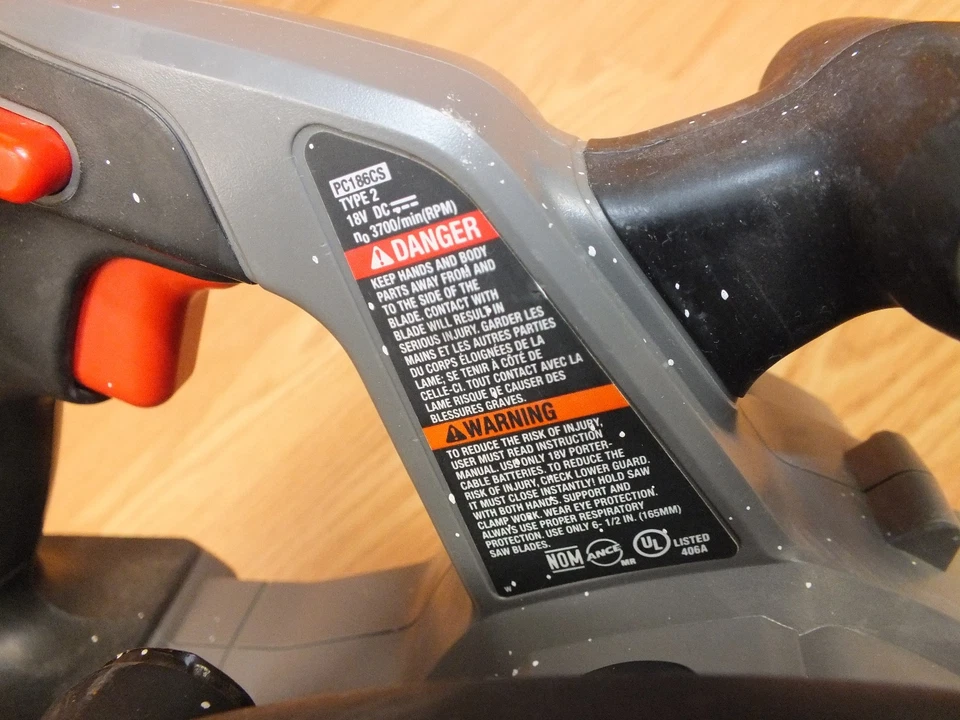 PC186CS
TYPE 2
18V DC
n₀ 3700/min(RPM)
DANGER
KEEP HANDS AND BODY
PARTS AWAY FROM AND
TO THE SIDE OF THE
BLADE. CONTACT WITH
BLADE WILL RESULT IN
SERIOUS INJURY. GARDER LES
MAINS ET LES AUTRES PARTIES
DU CORPS ÉLOIGNÉES DE LA
LAME; SE TENIR À CÔTÉ DE
CELLE-CI. TOUT CONTACT AVEC LA
LAME RISQUE DE CAUSER DES
BLESSURES GRAVES.
WARNING
TO REDUCE THE RISK OF INJURY,
USER MUST READ INSTRUCTION
MANUAL. USE ONLY 18V PORTER-
CABLE BATTERIES. TO REDUCE THE
RISK OF INJURY, CHECK LOWER GUARD.
IT MUST CLOSE INSTANTLY! HOLD SAW
WITH BOTH HANDS. SUPPORT AND
CLAMP WORK. WEAR EYE PROTECTION.
ALWAYS USE PROPER RESPIRATORY
PROTECTION. USE ONLY 6- 1/2 IN. (165MM)
SAW BLADES.
NOM ANCE MR UL LISTED
406A
W